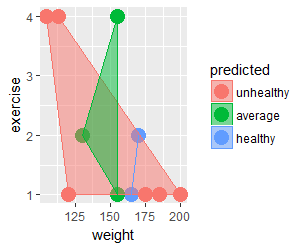 4
3
2
1
exercise
125
150
175
200
weight
predicted
unhealthy
average
healthy